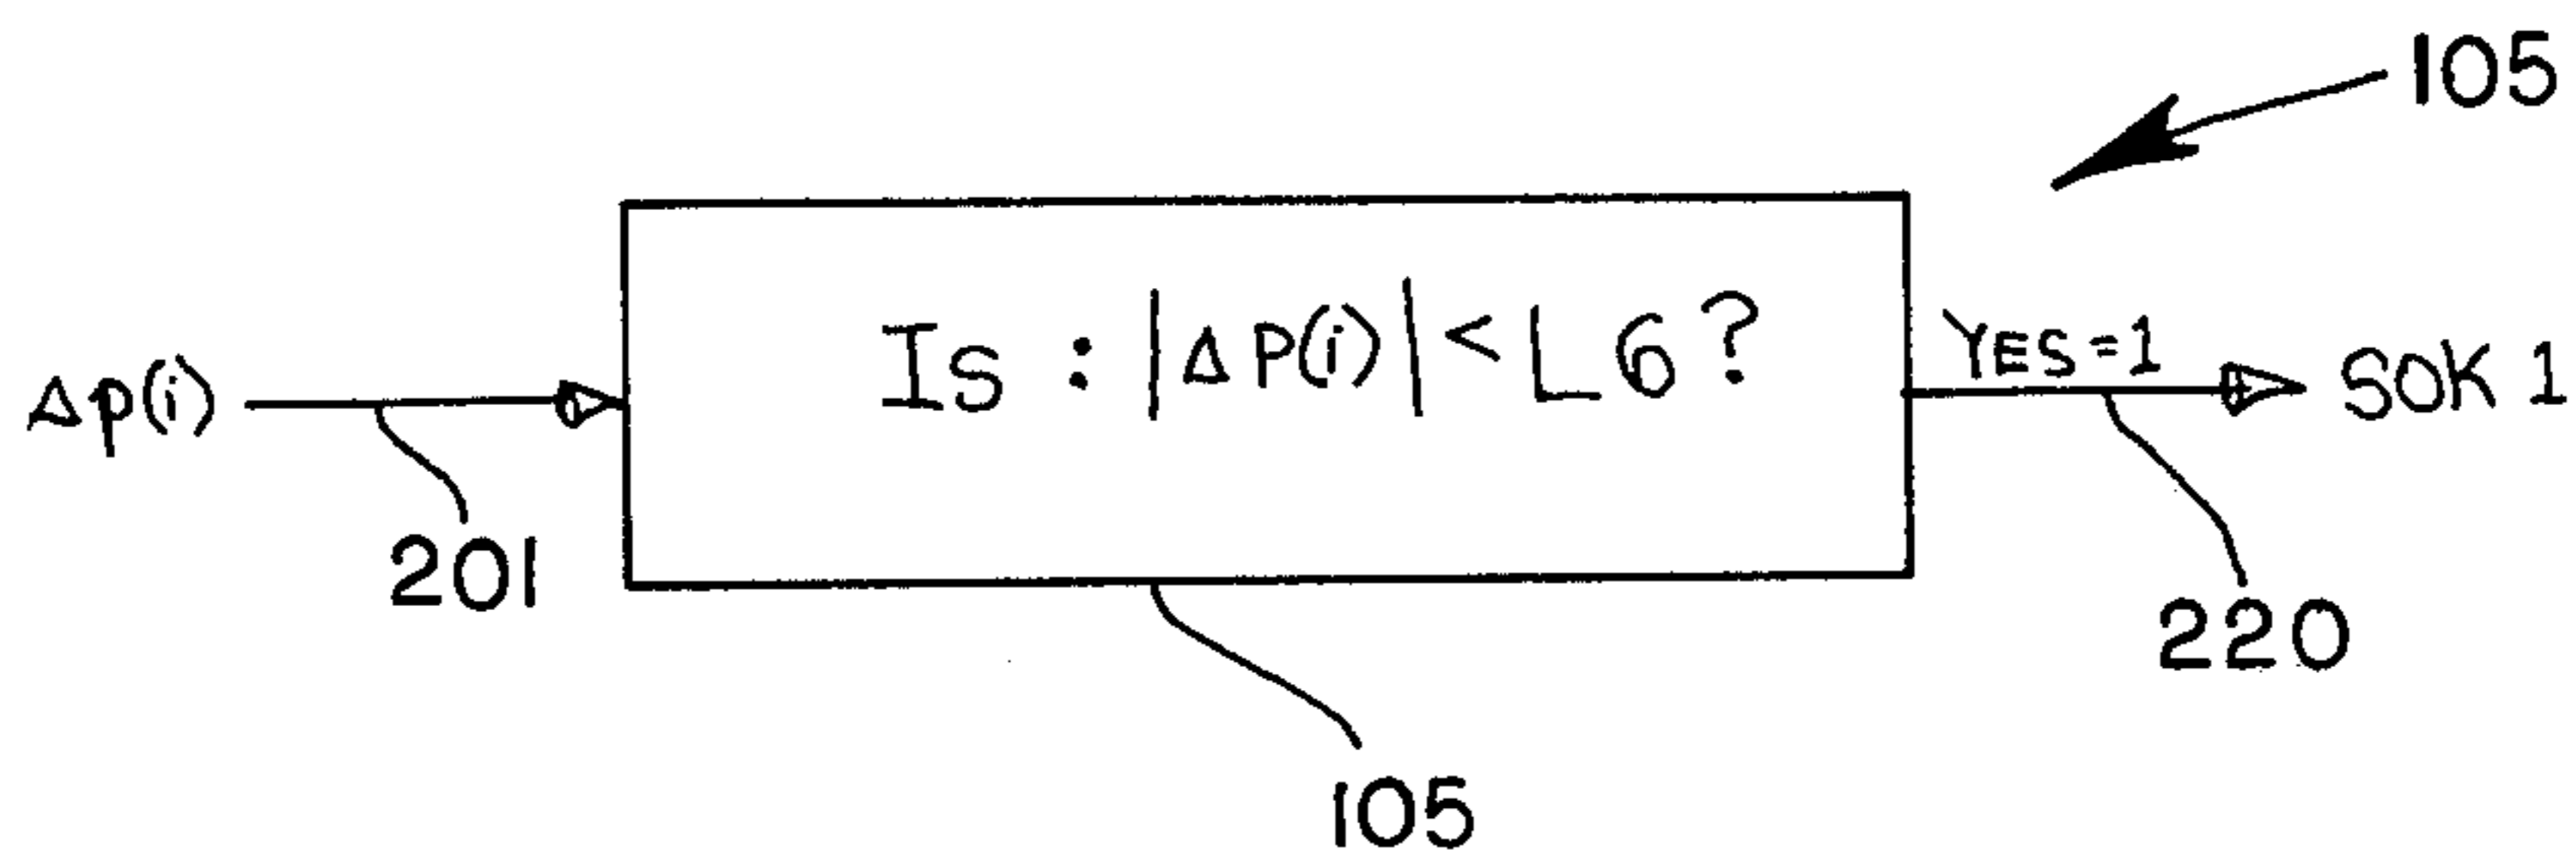 105
Δp(i)
Is : |ΔP(i)| < L6?
YES=1
SOK 1
201
220
105